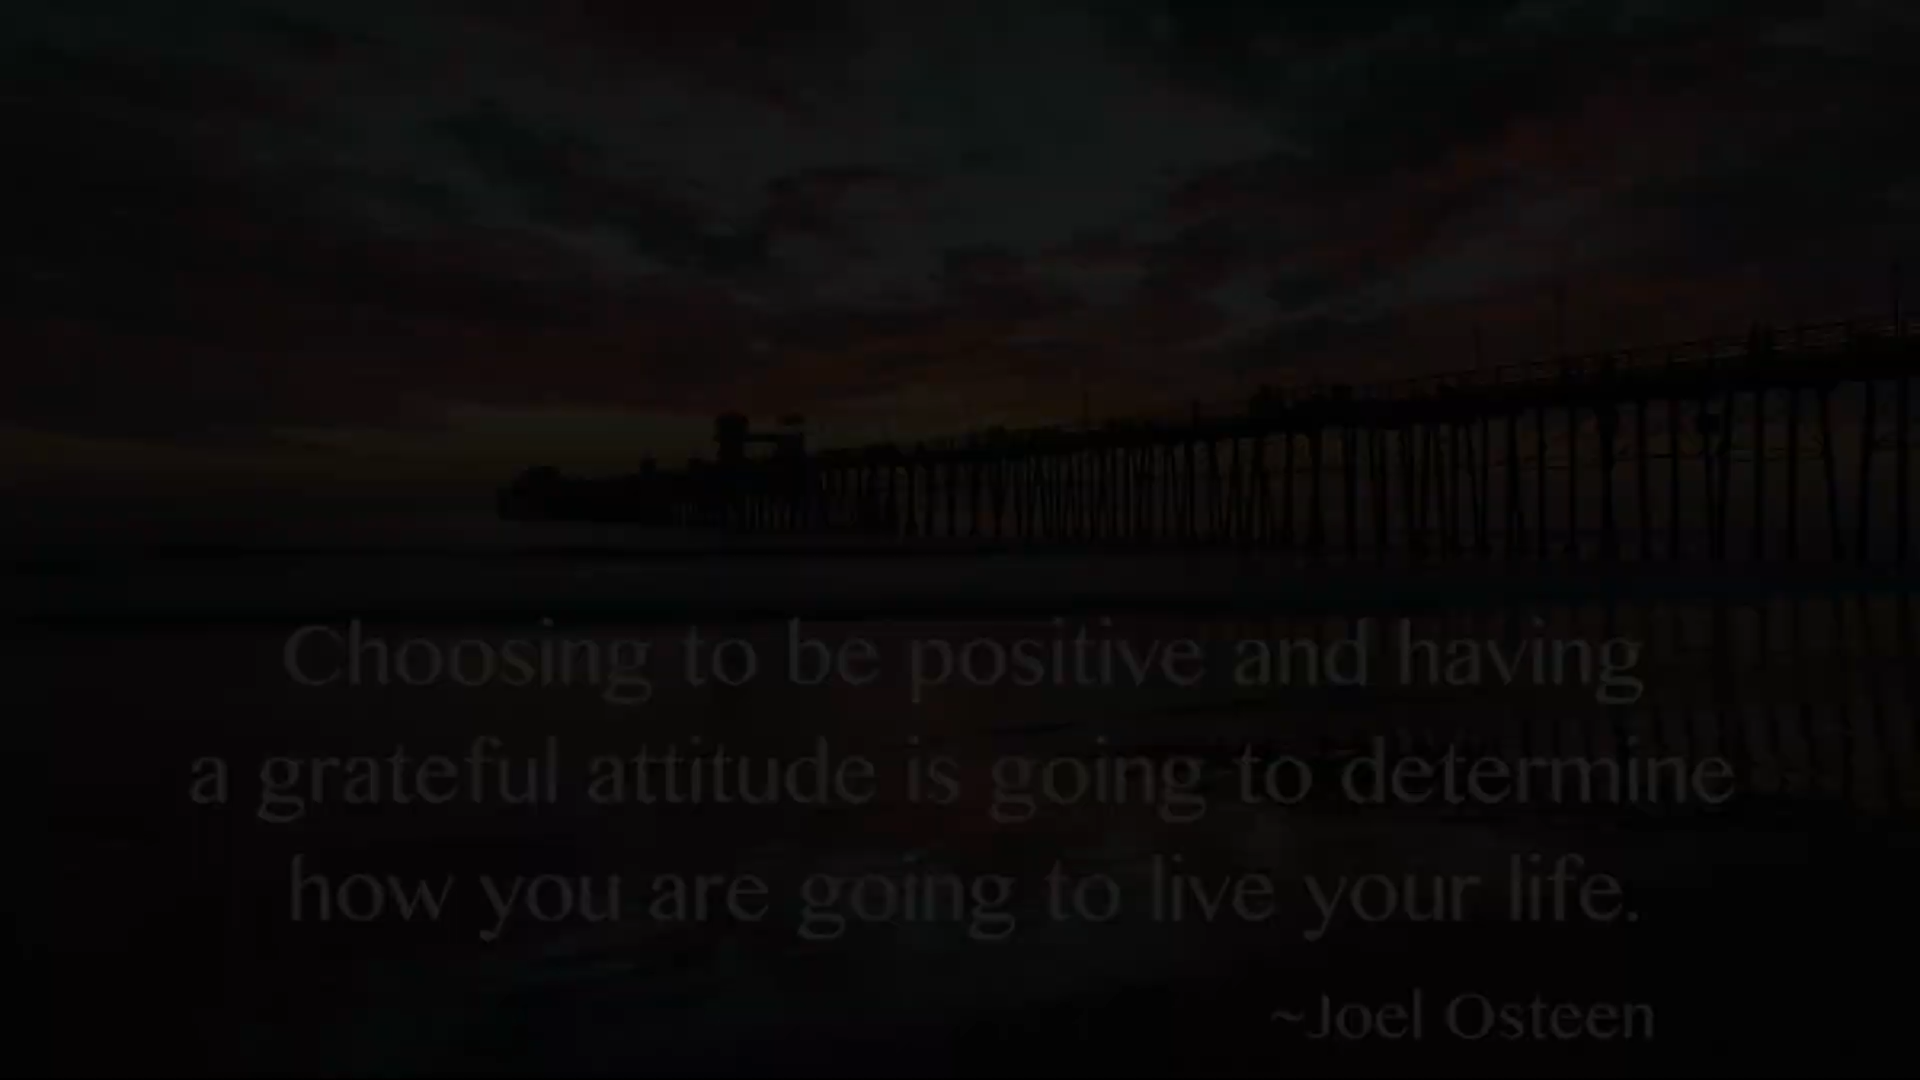 Choosing to be positive and having
a grateful attitude is going to determine
how you are going to live your life.
~Joel Osteen